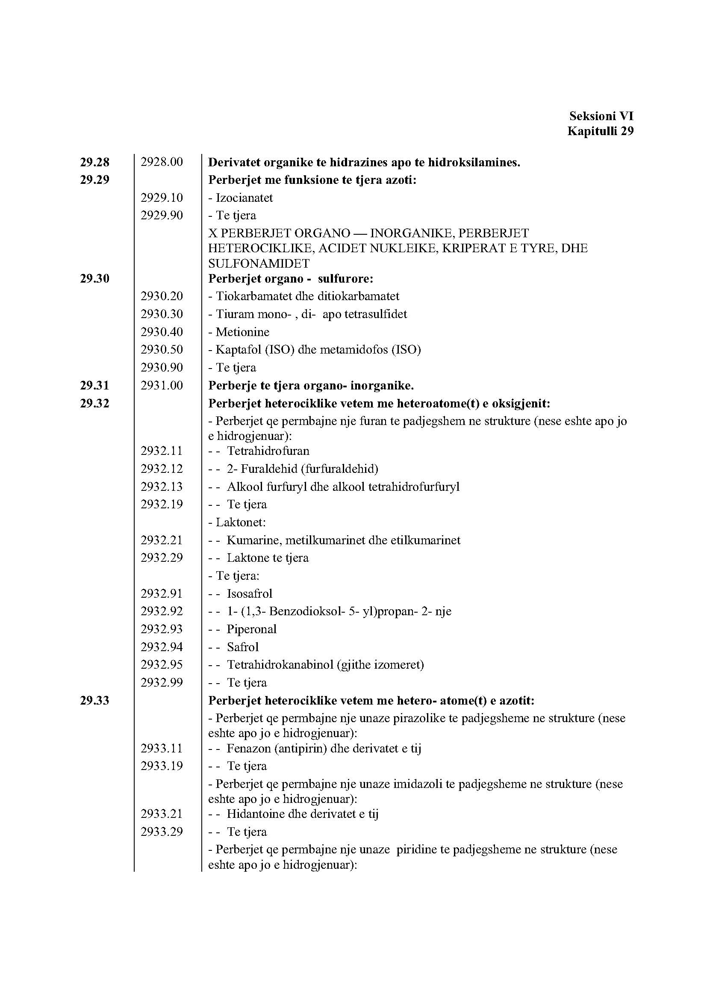 Seksioni VI
Kapitulli 29
29.28 2928.00 Derivatet organike te hidrazines apo te hidroksilamines.
29.29 Perberjet me funksione te tjera azoti:
2929.10 - Izocianatet
2929.90 - Te tjera
X PERBERJET ORGANO — INORGANIKE, PERBERJET
HETEROCIKLIKE, ACIDET NUKLEIKE, KRIPERAT E TYRE, DHE
SULFONAMIDET
29.30 Perberjet organo - sulfurore:
2930.20 - Tiokarbamatet dhe ditiokarbamatet
2930.30 - Tiuram mono- , di- apo tetrasulfidet
2930.40 - Metionine
2930.50 - Kaptafol (ISO) dhe metamidofos (ISO)
2930.90 - Te tjera
29.31 2931.00 Perberje te tjera organo- inorganike.
29.32 Perberjet heterociklike vetem me heteroatome(t) e oksigjenit:
- Perberjet qe permbajne nje furan te padjegshem ne strukture (nese eshte apo jo
e hidrogjenuar):
2932.11 - - Tetrahidrofuran
2932.12 - - 2- Furaldehid (furfuraldehid)
2932.13 - - Alkool furfuryl dhe alkool tetrahidrofurfuryl
2932.19 - - Te tjera
- Laktonet:
2932.21 - - Kumarine, metilkumarinet dhe etilkumarinet
2932.29 - - Laktone te tjera
- Te tjera:
2932.91 - - Isosafrol
2932.92 - - 1- (1,3- Benzodioksol- 5- yl)propan- 2- nje
2932.93 - - Piperonal
2932.94 - - Safrol
2932.95 - - Tetrahidrokanabinol (gjithe izomeret)
2932.99 - - Te tjera
29.33 Perberjet heterociklike vetem me hetero- atome(t) e azotit:
- Perberjet qe permbajne nje unaze pirazolike te padjegsheme ne strukture (nese
eshte apo jo e hidrogjenuar):
2933.11 - - Fenazon (antipirin) dhe derivatet e tij
2933.19 - - Te tjera
- Perberjet qe permbajne nje unaze imidazoli te padjegsheme ne strukture (nese
eshte apo jo e hidrogjenuar):
2933.21 - - Hidantoine dhe derivatet e tij
2933.29 - - Te tjera
- Perberjet qe permbajne nje unaze piridine te padjegsheme ne strukture (nese
eshte apo jo e hidrogjenuar):